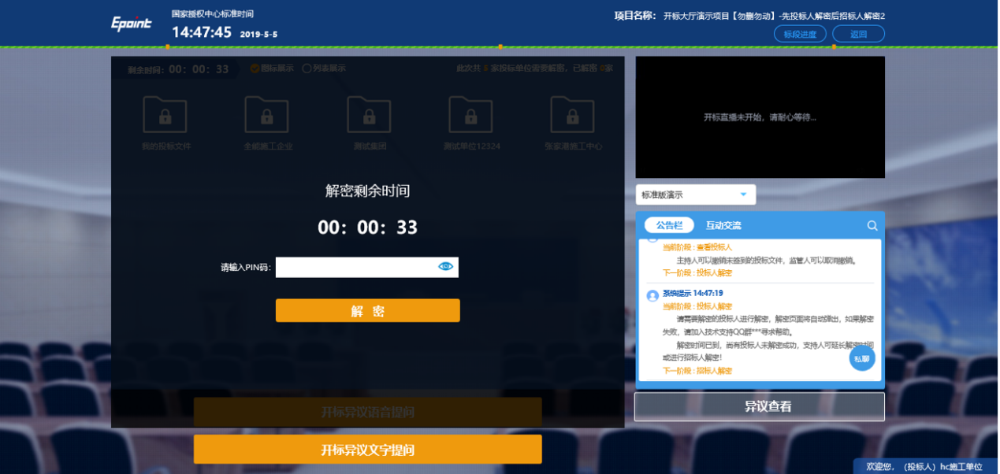 Epoint
国家授权中心标准时间
14:47:45 2019-5-5
项目名称： 开标大厅演示项目【勿删勿动】-先投标人解密后招标人解密2
标段进度 返回
剩余时间：00：00：33 图标展示 列表展示 此次共 5 家投标单位需要解密，已解密 0家
我的投标文件 全能施工企业 测试集团 测试单位12324 张家港施工中心
解密剩余时间
00：00：33
请输入PIN码：
解 密
开标异议语音提问
开标异议文字提问
开标直播未开始，请耐心等待...
标准版演示
公告栏 互动交流
当前阶段 : 查看投标人
主持人可以撤销未签到的投标文件，监管人可以取消撤销。
下一阶段 : 投标人解密
系统提示 14:47:19
当前阶段 : 投标人解密
请需要解密的投标人进行解密，解密页面将自动弹出，如果解密
失败，请加入技术支持QQ群***寻求帮助。
解密时间已到，尚有投标人未解密成功，支持人可延长解密时间
或进行招标人解密！
私聊
下一阶段 : 招标人解密
异议查看
欢迎您，（投标人）hc施工单位